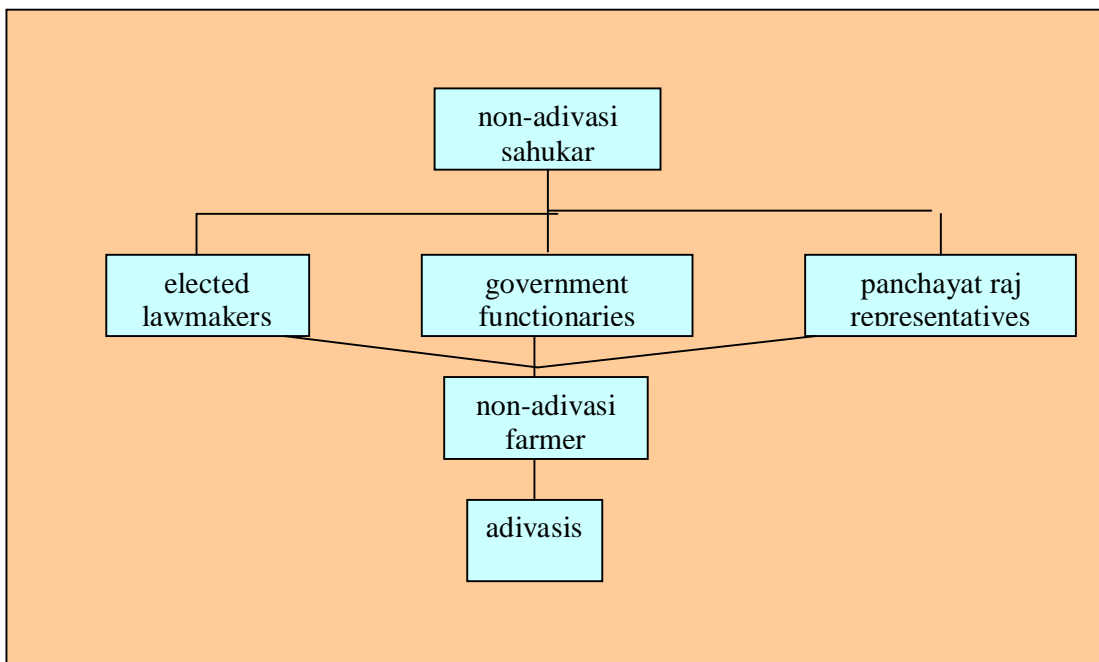 non-adivasi
sahukar
elected
lawmakers
government
functionaries
panchayat raj
representatives
non-adivasi
farmer
adivasis